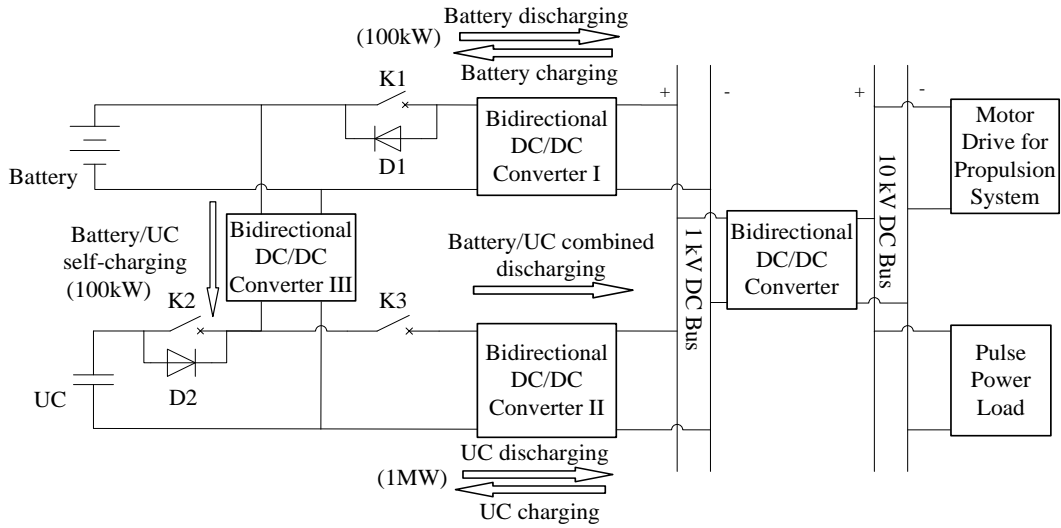 Battery discharging
(100kW)
Battery charging
K1
D1
Battery
Bidirectional
DC/DC
Converter I
+
-
+
-
Motor
Drive for
Propulsion
System
10 kV DC Bus
Battery/UC
self-charging
(100kW)
Bidirectional
DC/DC
Converter III
Battery/UC combined
discharging
1 kV DC Bus
Bidirectional
DC/DC
Converter
K2
K3
D2
UC
Bidirectional
DC/DC
Converter II
Pulse
Power
Load
UC discharging
(1MW)
UC charging